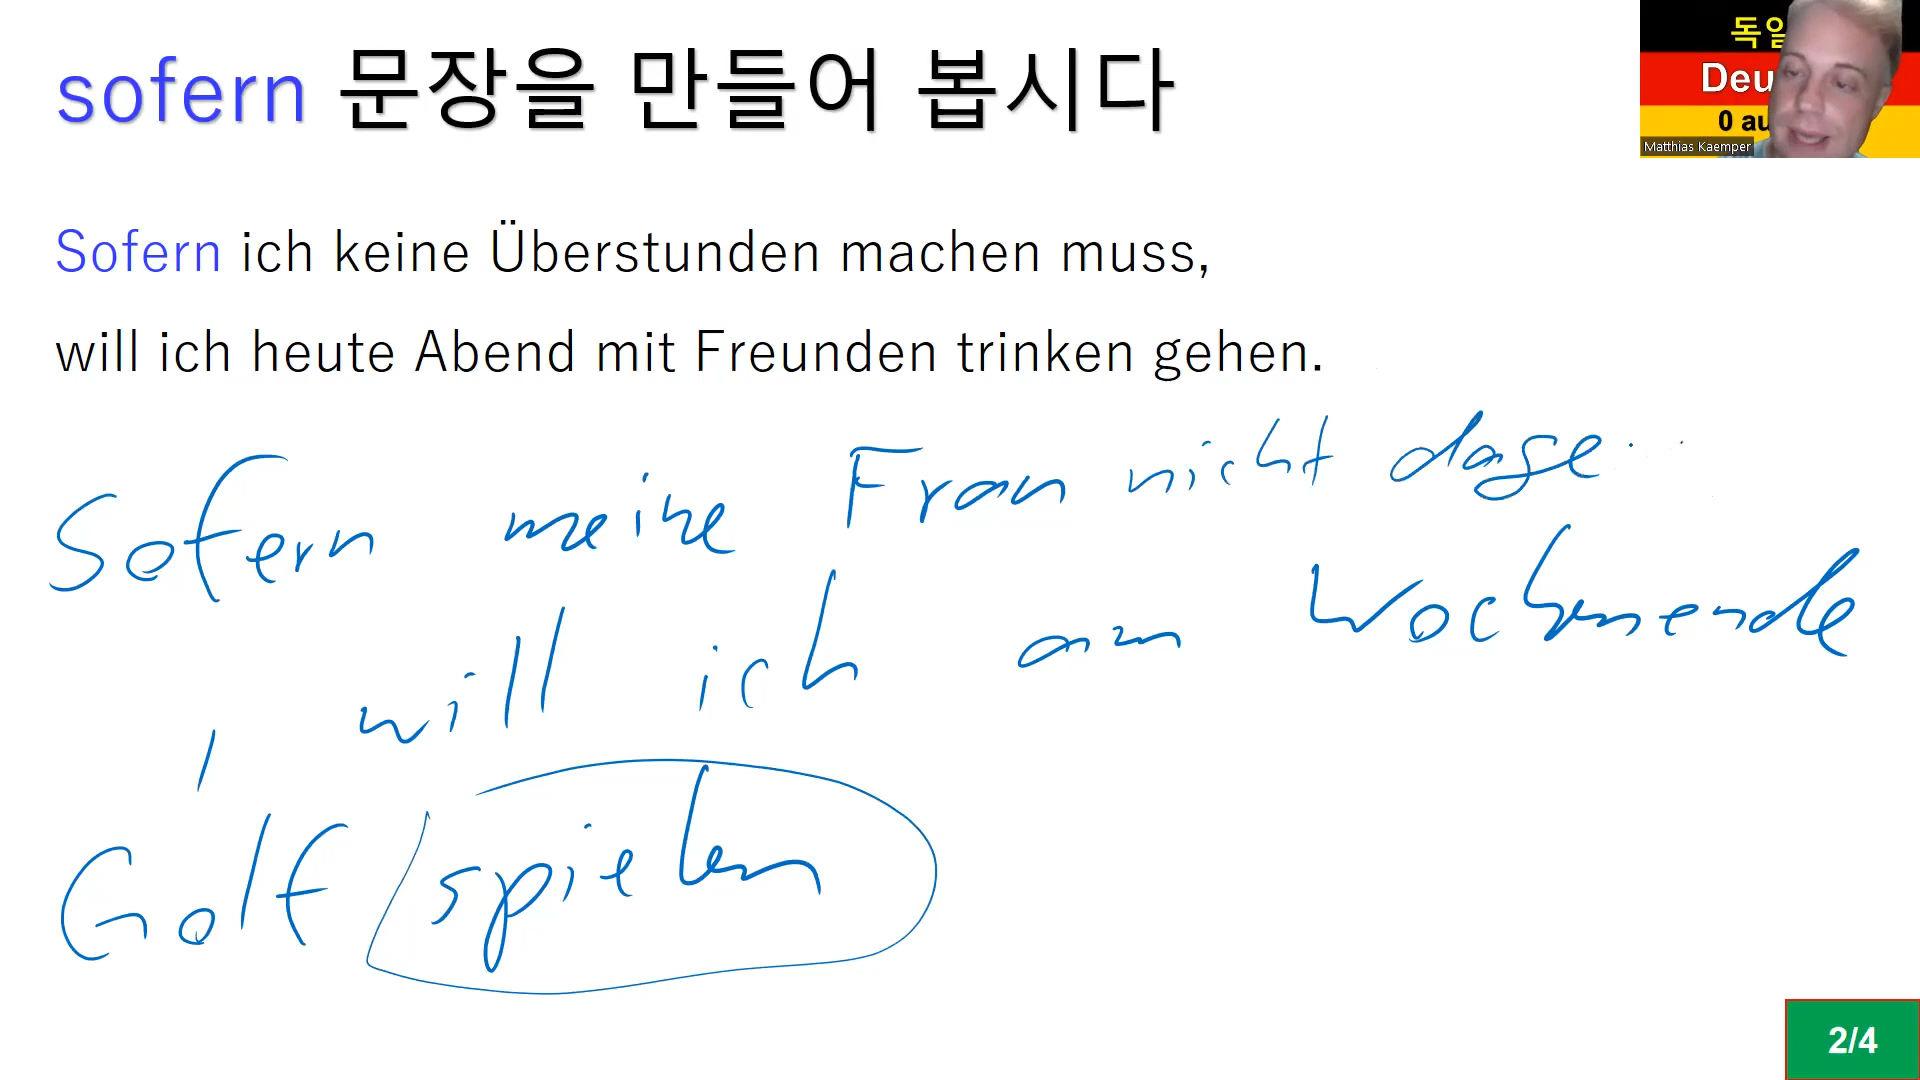 sofern 문장을 만들어 봅시다
독일
Deu
0 au
Matthias Kaemper
Sofern ich keine Überstunden machen muss,
will ich heute Abend mit Freunden trinken gehen.
Sofern meine Frau nicht dage...
, will ich am Wochenende
Golf spielen
2/4